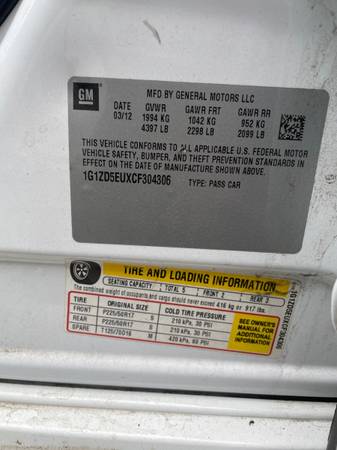 GM
MFD BY GENERAL MOTORS LLC
DATE GVWR GAWR FRT GAWR RR
03/12 1994 KG 1042 KG 952 KG
4397 LB 2298 LB 2099 LB
THIS VEHICLE CONFORMS TO ALL APPLICABLE U.S. FEDERAL MOTOR
VEHICLE SAFETY, BUMPER, AND THEFT PREVENTION STANDARDS IN
EFFECT ON THE DATE OF MANUFACTURE SHOWN ABOVE.
1G1ZD5EUXCF304306
TYPE: PASS CAR
TIRE AND LOADING INFORMATION
SEATING CAPACITY TOTAL 5 FRONT 2 REAR 3
The combined weight of occupants and cargo should never exceed 416 kg or 917 lbs.
TIRE SIZE COLD TIRE PRESSURE
FRONT P225/50R17 S 210 kPa, 30 PSI
REAR P225/50R17 S 210 kPa, 30 PSI
T125/70D16 M 420 kPa, 60 PSI
SEE OWNER'S
MANUAL FOR
ADDITIONAL
INFORMATION
1G1ZD5EUXCF304306